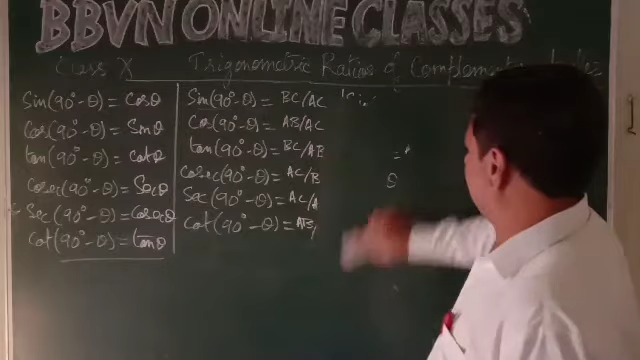 BBVN ONLINE CLASSES
Class X Trigonometric Ratios of
Sin(90°-θ) = Cosθ
Cos(90°-θ) = Sinθ
tan(90°-θ) = Cotθ
Cosec(90°-θ) = Secθ
Sec(90°-θ) = Cosecθ
Cot(90°-θ) = tanθ
Sin(90°-θ) = BC/AC
Cos(90°-θ) = AB/AC
tan(90°-θ) = BC/AB
Cosec(90°-θ) = AC/B
Sec(90°-θ) = AC/A
Cot(90°-θ) = AB/